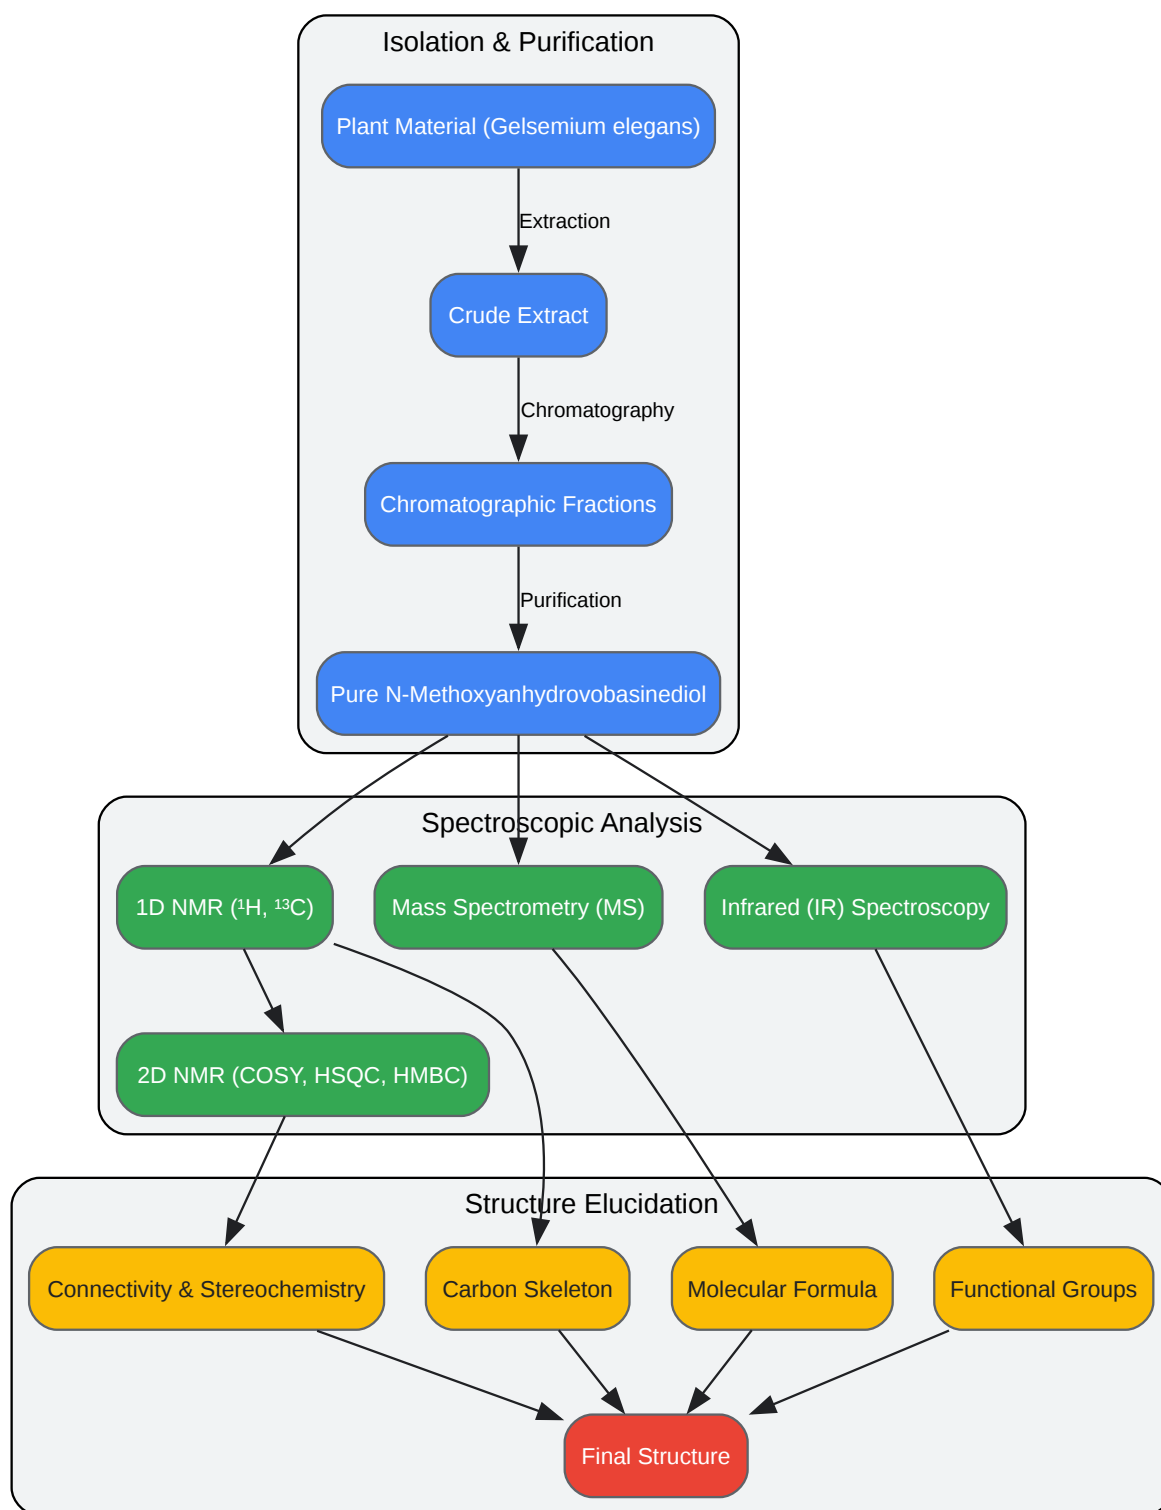 Isolation & Purification
Plant Material (Gelsemium elegans)
Extraction
Crude Extract
Chromatography
Chromatographic Fractions
Purification
Pure N-Methoxyanhydrovobasinediol
Spectroscopic Analysis
1D NMR (¹H, ¹³C)
Mass Spectrometry (MS)
Infrared (IR) Spectroscopy
2D NMR (COSY, HSQC, HMBC)
Structure Elucidation
Connectivity & Stereochemistry
Carbon Skeleton
Molecular Formula
Functional Groups
Final Structure